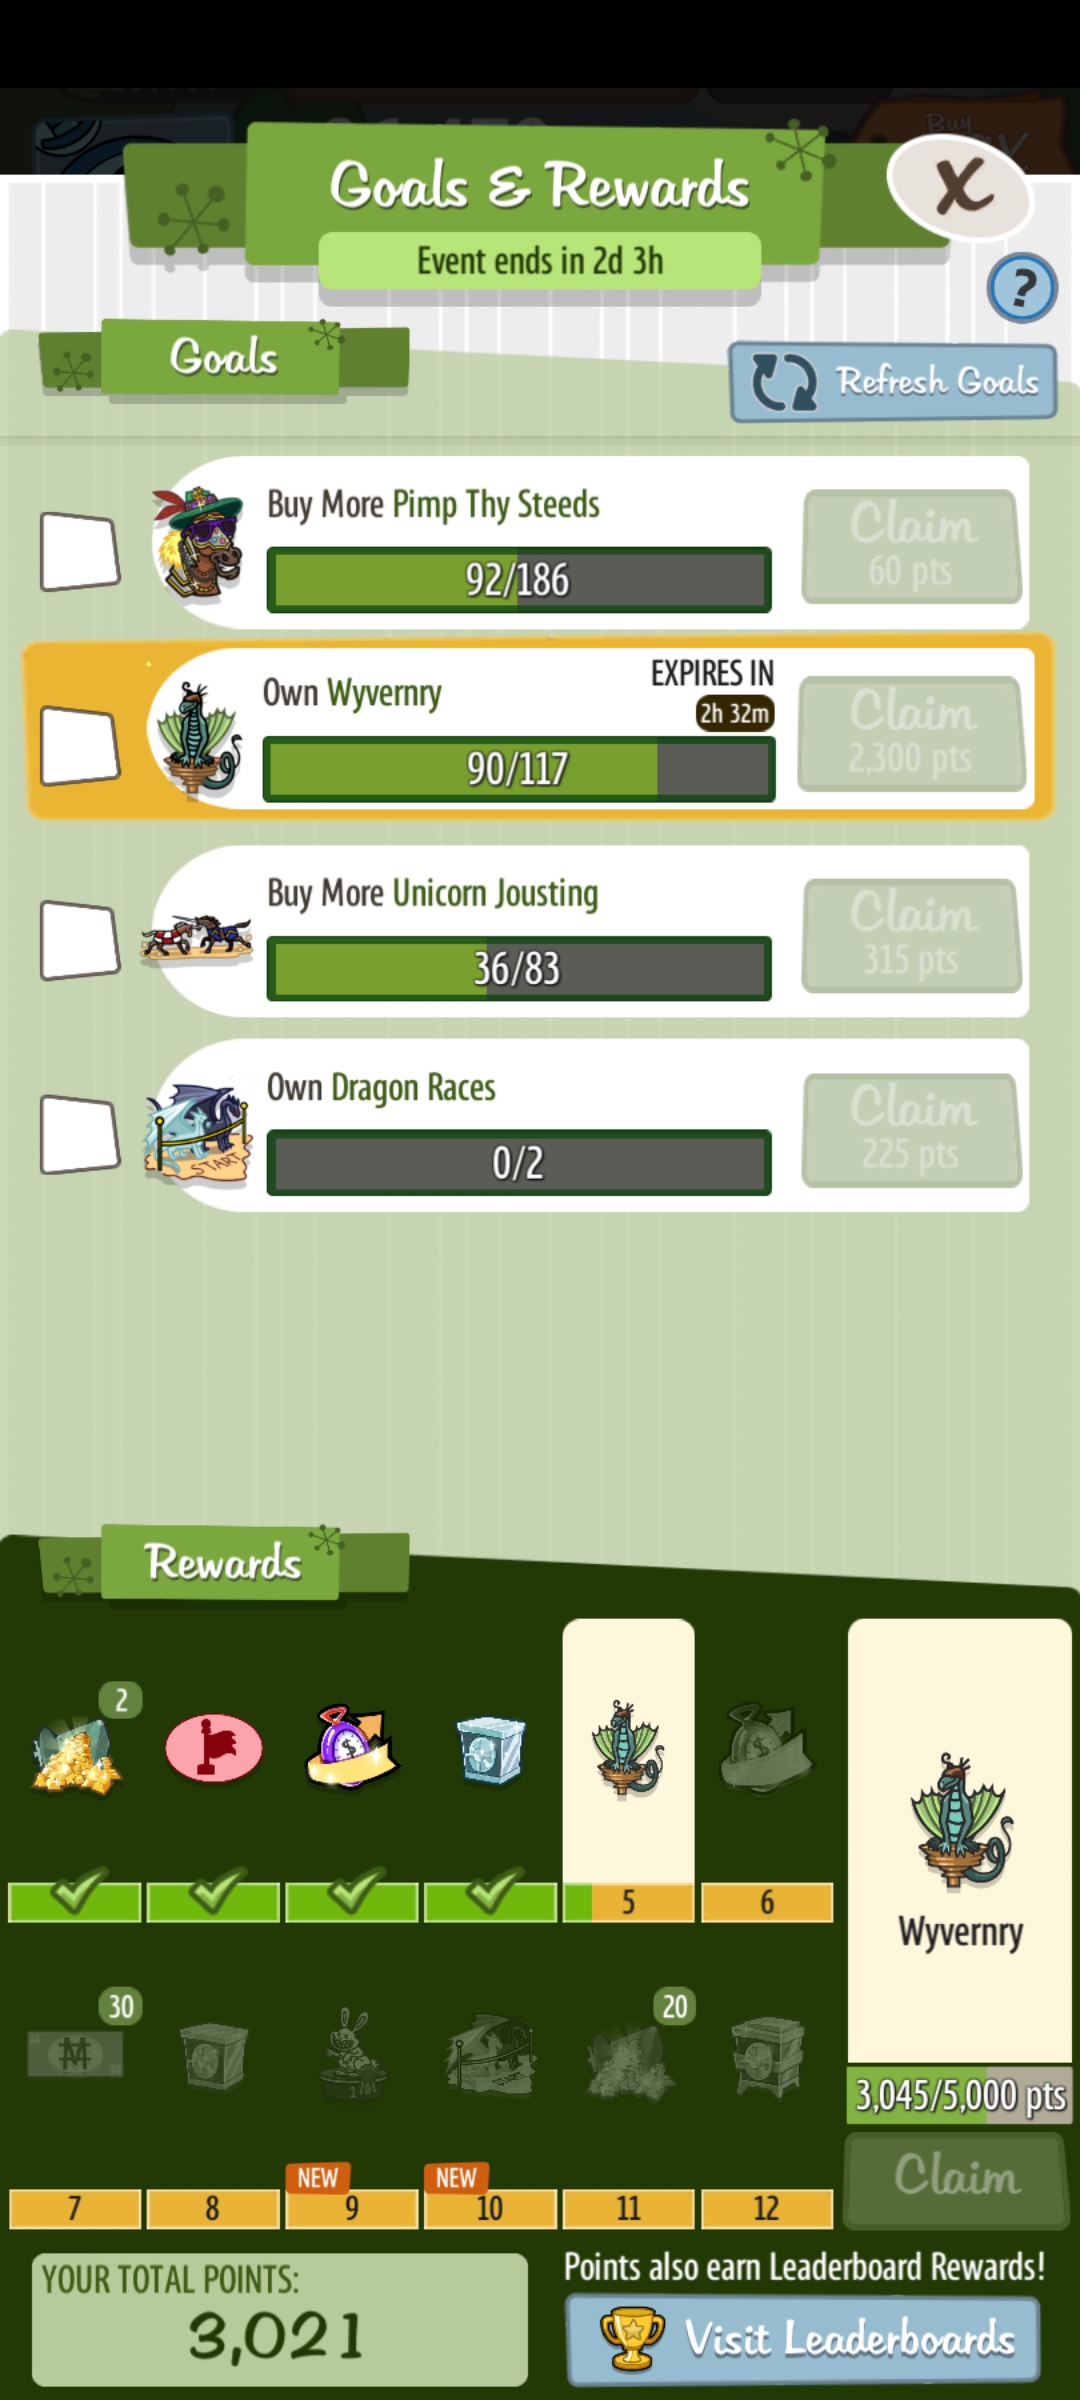 Buy
Goals & Rewards
X
Event ends in 2d 3h
?
Goals
Refresh Goals
Buy More Pimp Thy Steeds
92/186
Claim
60 pts
Own Wyvernry
EXPIRES IN
2h 32m
90/117
Claim
2,300 pts
Buy More Unicorn Jousting
36/83
Claim
315 pts
Own Dragon Races
0/2
START
Claim
225 pts
Rewards
2
5
6
Wyvernry
30
20
3,045/5,000 pts
NEW
NEW
7
8
9
10
11
12
Claim
YOUR TOTAL POINTS:
3,021
Points also earn Leaderboard Rewards!
Visit Leaderboards